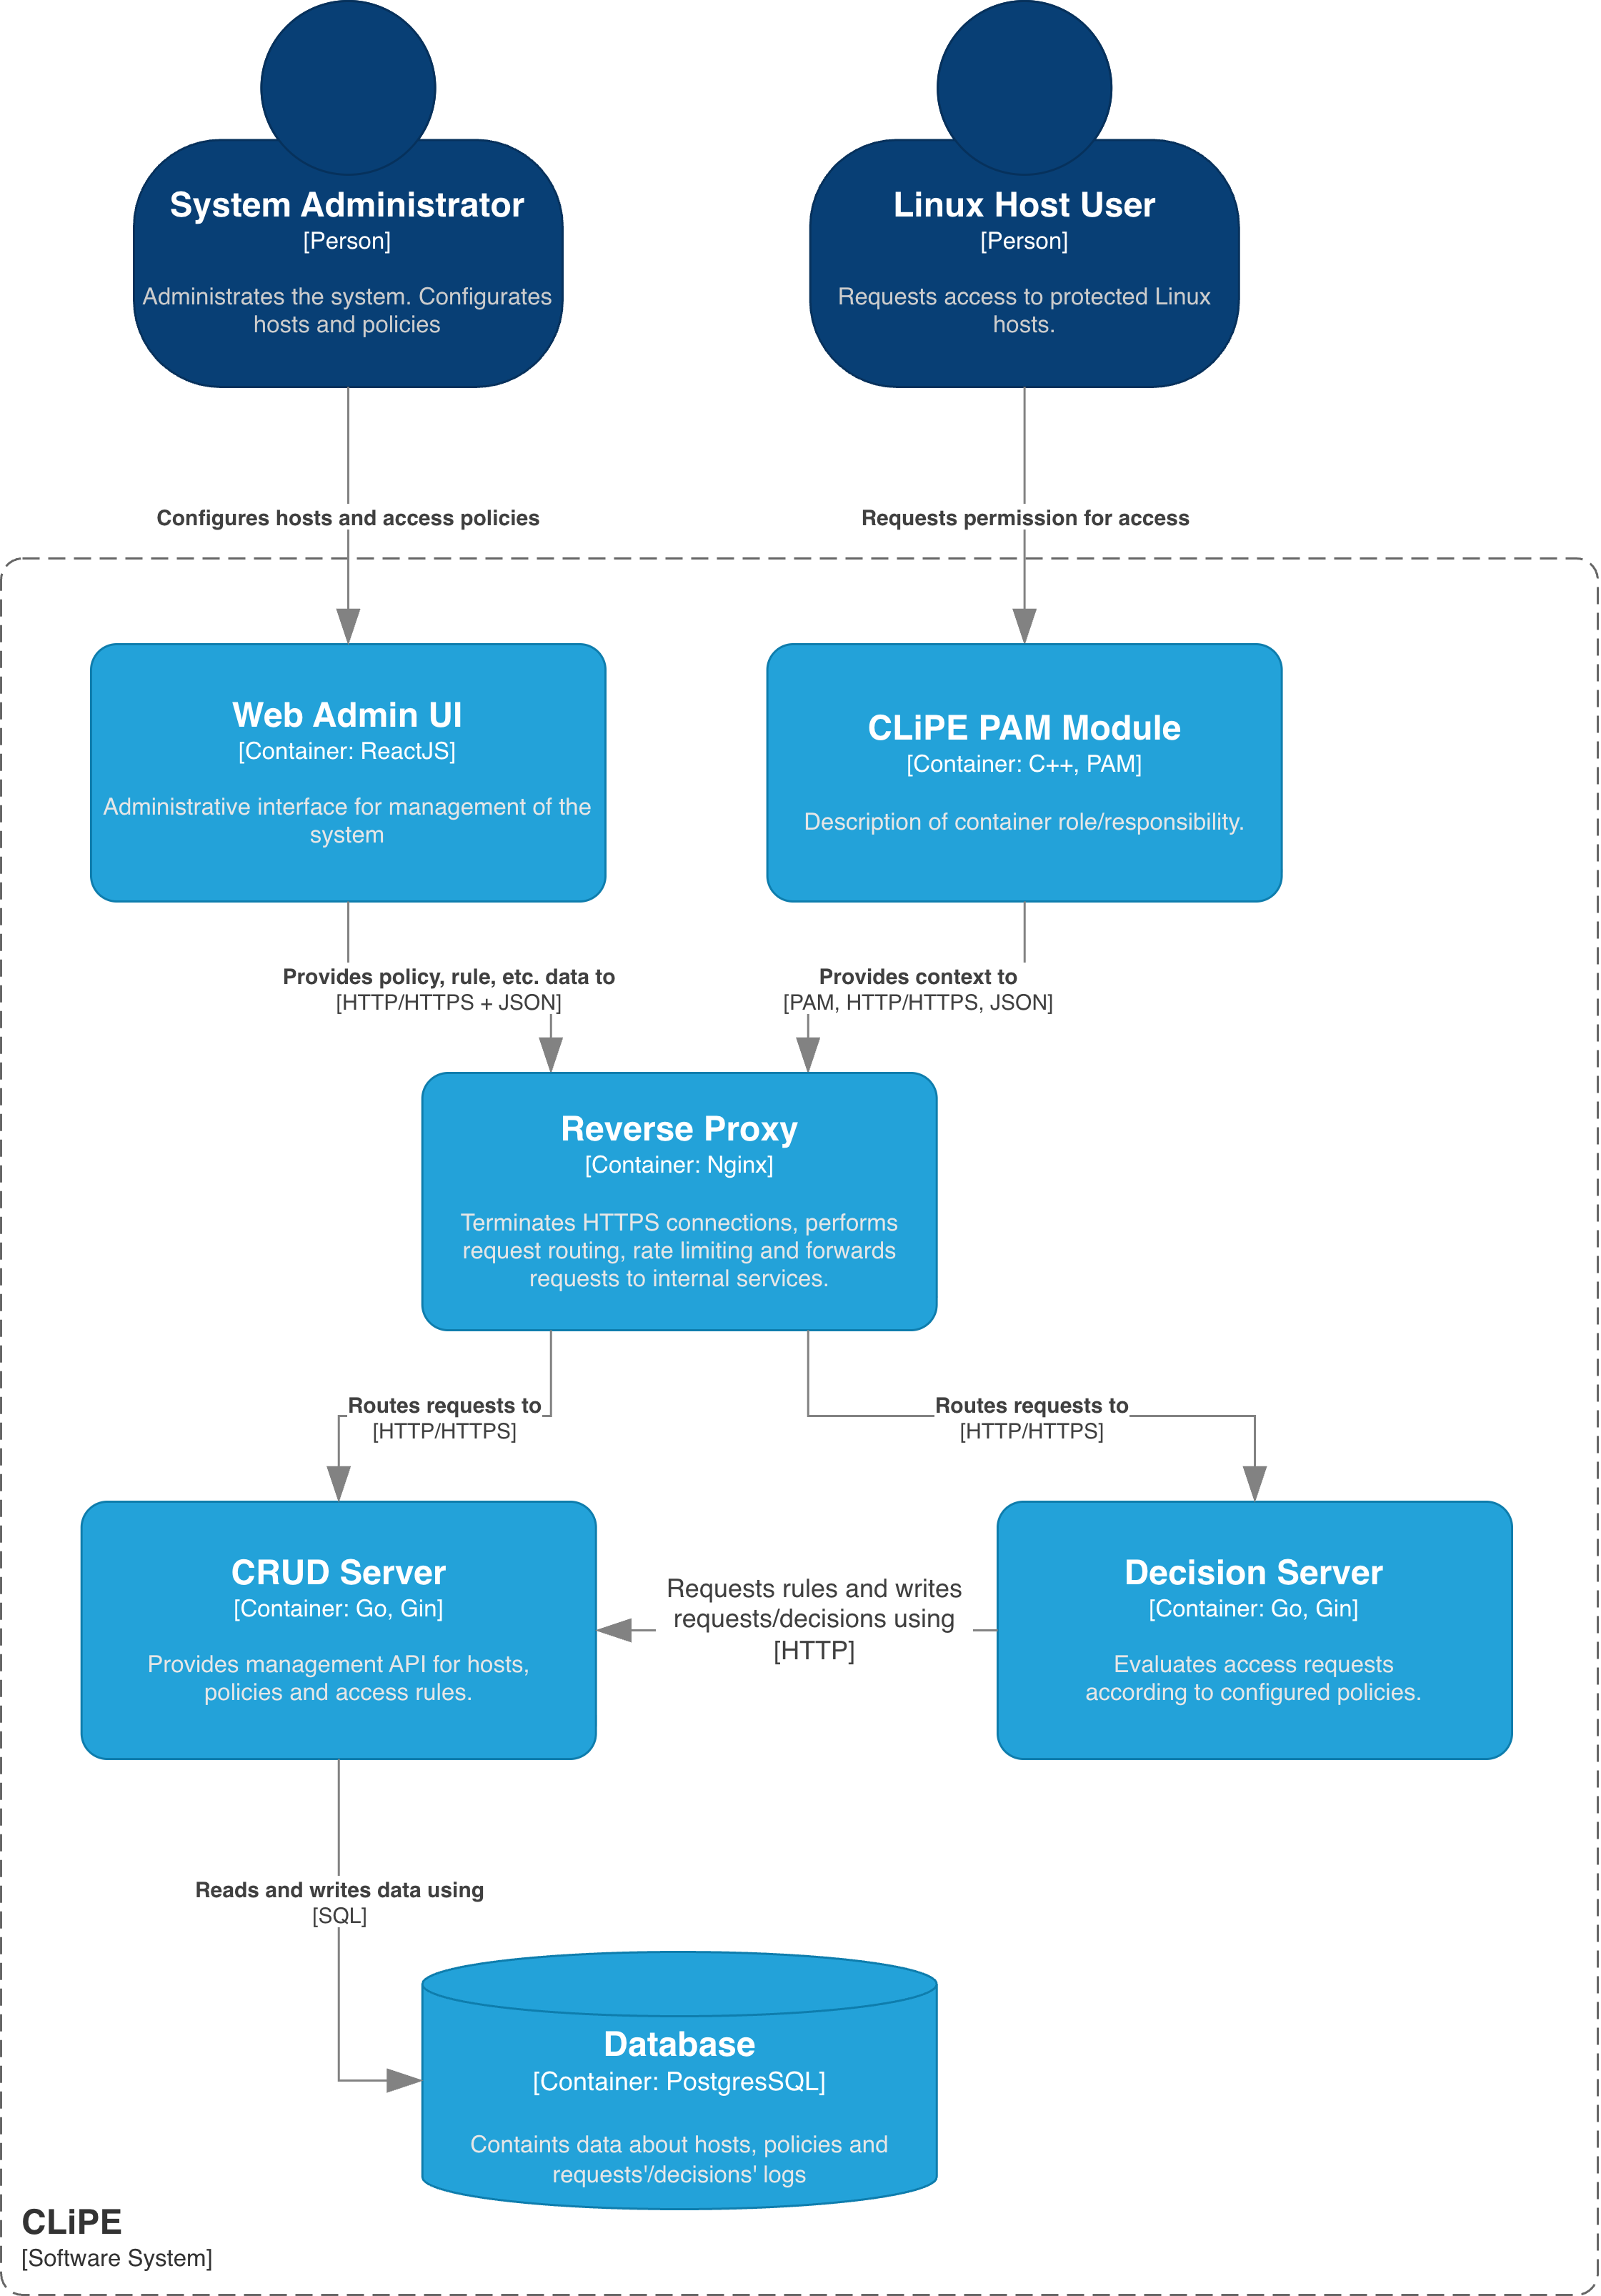 System Administrator
[Person]
Administrates the system. Configurates
hosts and policies
Linux Host User
[Person]
Requests access to protected Linux
hosts.
Configures hosts and access policies
Requests permission for access
Web Admin UI
[Container: ReactJS]
Administrative interface for management of the
system
CLiPE PAM Module
[Container: C++, PAM]
Description of container role/responsibility.
Provides policy, rule, etc. data to
[HTTP/HTTPS + JSON]
Provides context to
[PAM, HTTP/HTTPS, JSON]
Reverse Proxy
[Container: Nginx]
Terminates HTTPS connections, performs
request routing, rate limiting and forwards
requests to internal services.
Routes requests to
[HTTP/HTTPS]
Routes requests to
[HTTP/HTTPS]
CRUD Server
[Container: Go, Gin]
Provides management API for hosts,
policies and access rules.
Requests rules and writes
requests/decisions using
[HTTP]
Decision Server
[Container: Go, Gin]
Evaluates access requests
according to configured policies.
Reads and writes data using
[SQL]
Database
[Container: PostgresSQL]
Containts data about hosts, policies and
requests'/decisions' logs
CLiPE
[Software System]